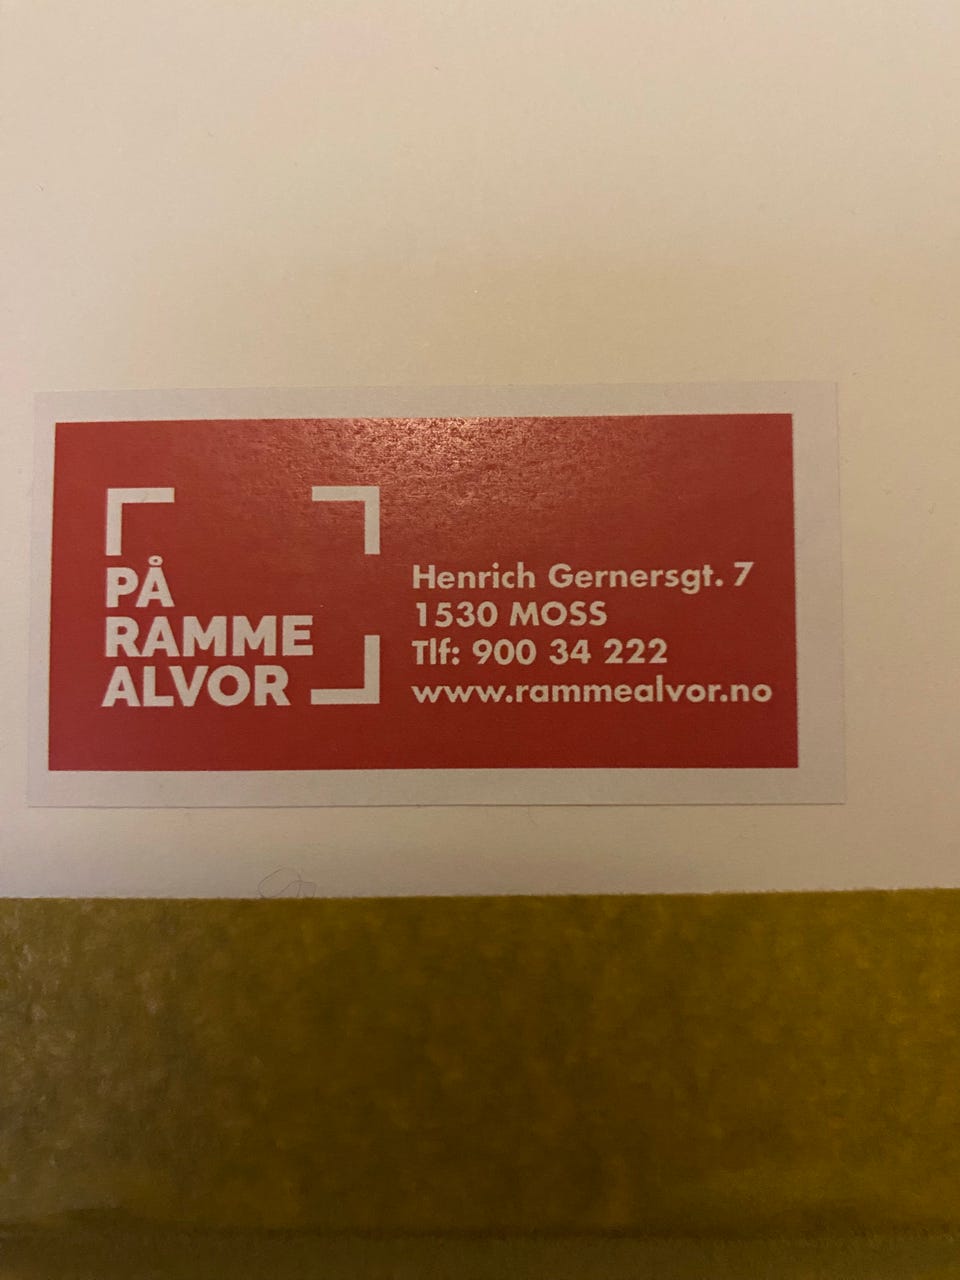 PÅ
RAMME
ALVOR
Henrich Gernersgt. 7
1530 MOSS
Tlf: 900 34 222
www.rammealvor.no